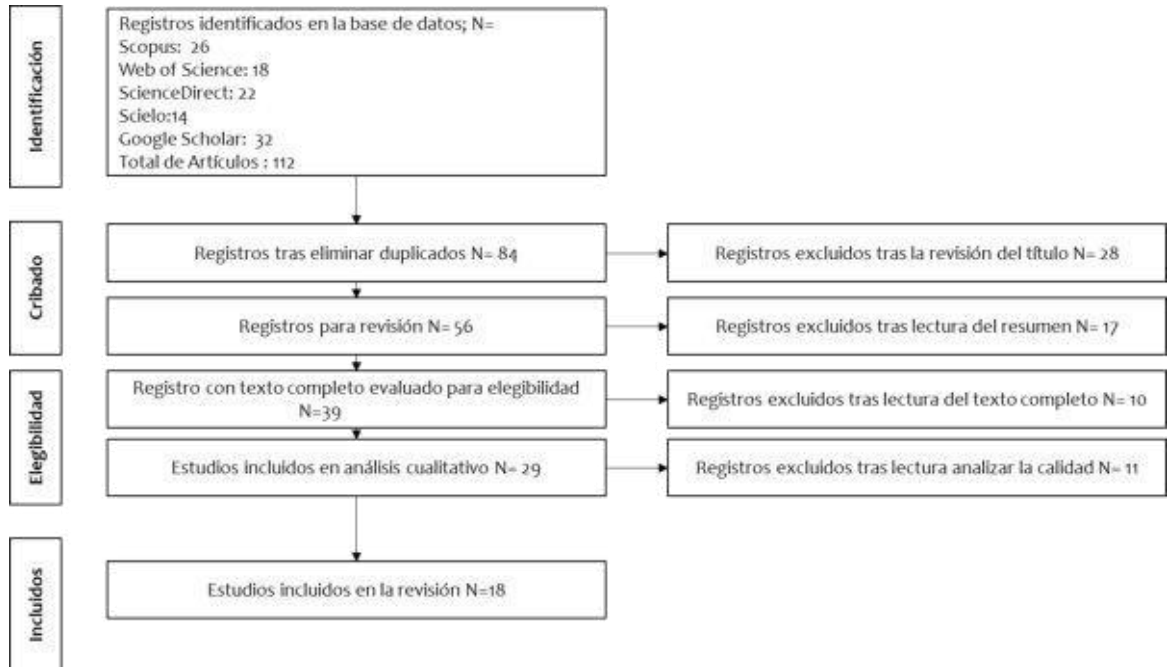 Identificación
Registros identificados en la base de datos; N=
Scopus: 26
Web of Science: 18
ScienceDirect: 22
Scielo:14
Google Scholar: 32
Total de Artículos : 112
Cribado
Registros tras eliminar duplicados N= 84
Registros excluidos tras la revisión del título N= 28
Registros para revisión N= 56
Registros excluidos tras lectura del resumen N= 17
Elegibilidad
Registro con texto completo evaluado para elegibilidad
N=39
Registros excluidos tras lectura del texto completo N= 10
Estudios incluidos en análisis cualitativo N= 29
Registros excluidos tras lectura analizar la calidad N= 11
Incluidos
Estudios incluidos en la revisión N=18